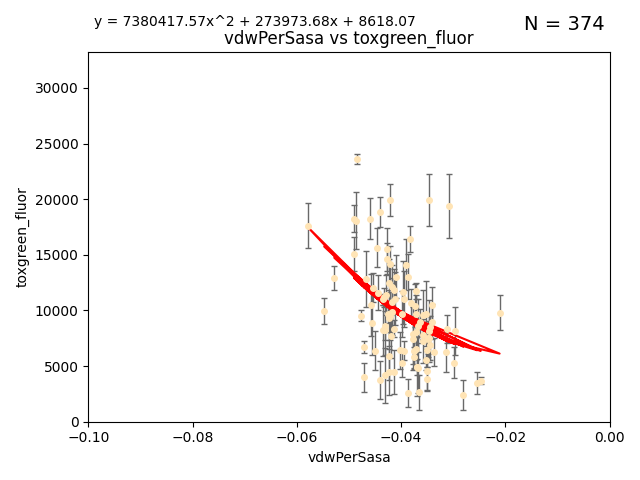 y = 7380417.57x^2 + 273973.68x + 8618.07
N = 374
vdwPerSasa vs toxgreen_fluor
30000
25000
20000
15000
10000
5000
0
toxgreen_fluor
−0.10
−0.08
−0.06
−0.04
−0.02
0.00
vdwPerSasa